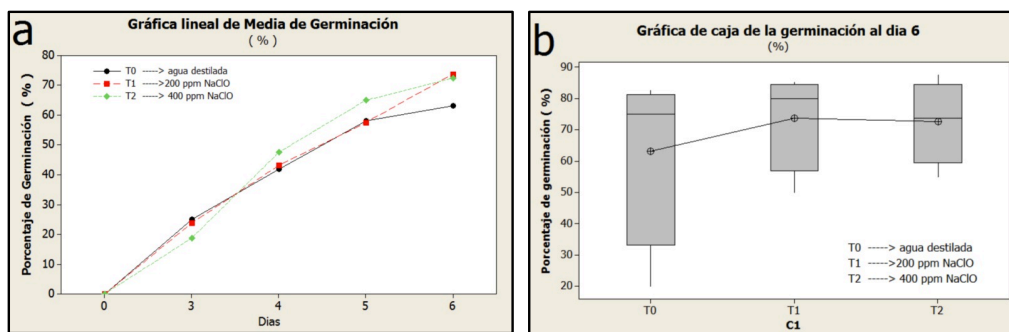 a
Gráfica lineal de Media de Germinación
( % )
Porcentaje de Germinación ( % )
80
70
60
50
40
30
20
10
0
T0 -----> agua destilada
T1 ----->200 ppm NaClO
T2 -----> 400 ppm NaClO
0 3 4 5 6
Dias
b
Gráfica de caja de la germinación al dia 6
(%)
Porcentaje de germinación ( %)
90
80
70
60
50
40
30
20
T0 -----> agua destilada
T1 ----->200 ppm NaClO
T2 -----> 400 ppm NaClO
T0 T1 T2
C1